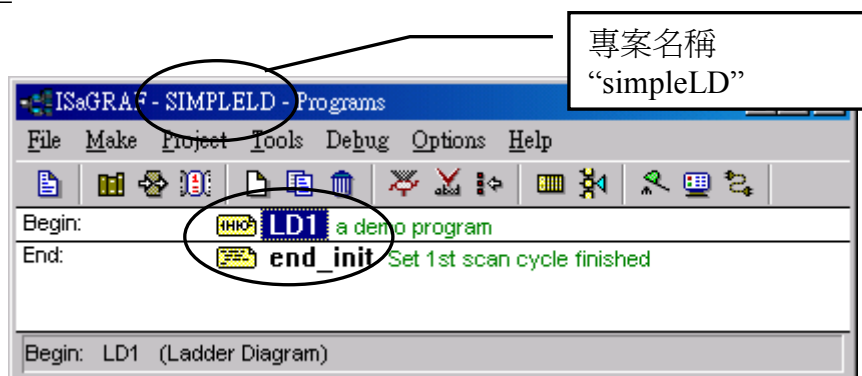 專案名稱
“simpleLD”
ISaGRAF - SIMPLELD - Programs
File Make Project Tools Debug Options Help
Begin: LD1 a demo program
End: end_init Set 1st scan cycle finished
Begin: LD1 (Ladder Diagram)